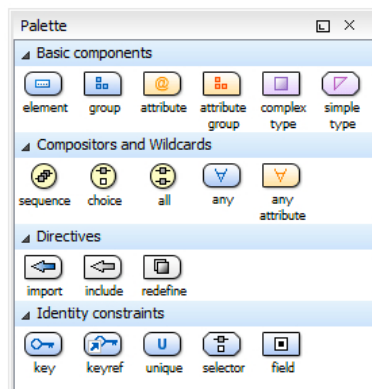 Palette
Basic components
element group attribute attribute group complex type simple type
Compositors and Wildcards
sequence choice all any any attribute
Directives
import include redefine
Identity constraints
U
key keyref unique selector field